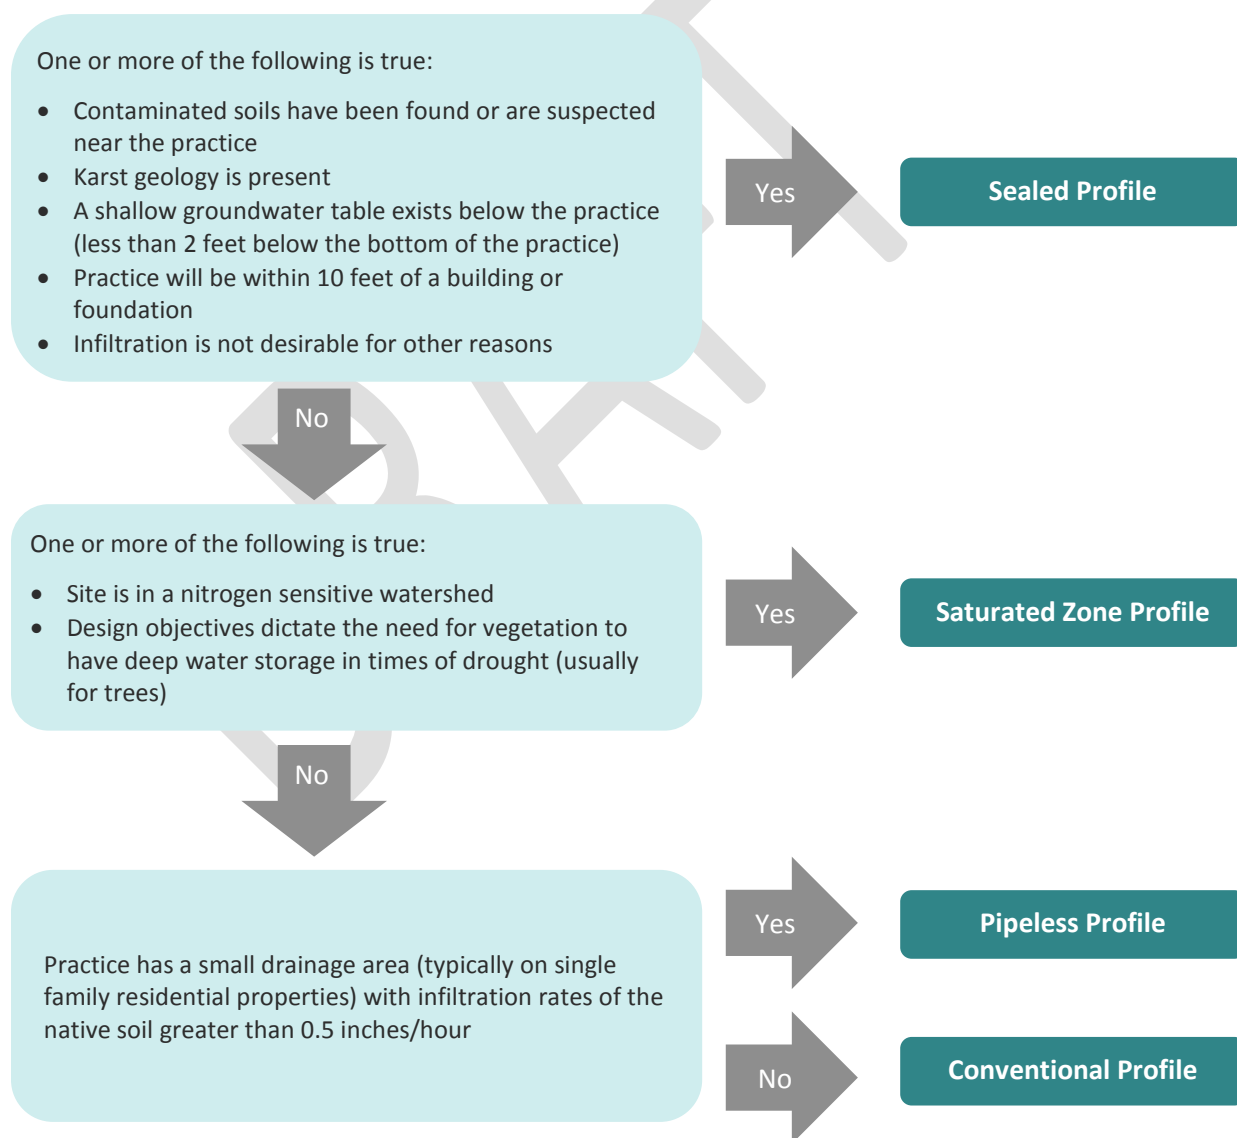 One or more of the following is true:
• Contaminated soils have been found or are suspected
near the practice
• Karst geology is present
• A shallow groundwater table exists below the practice
(less than 2 feet below the bottom of the practice)
• Practice will be within 10 feet of a building or
foundation
• Infiltration is not desirable for other reasons
Yes
Sealed Profile
No
One or more of the following is true:
• Site is in a nitrogen sensitive watershed
• Design objectives dictate the need for vegetation to
have deep water storage in times of drought (usually
for trees)
Yes
Saturated Zone Profile
No
Practice has a small drainage area (typically on single
family residential properties) with infiltration rates of the
native soil greater than 0.5 inches/hour
Yes
Pipeless Profile
No
Conventional Profile
DRAFT